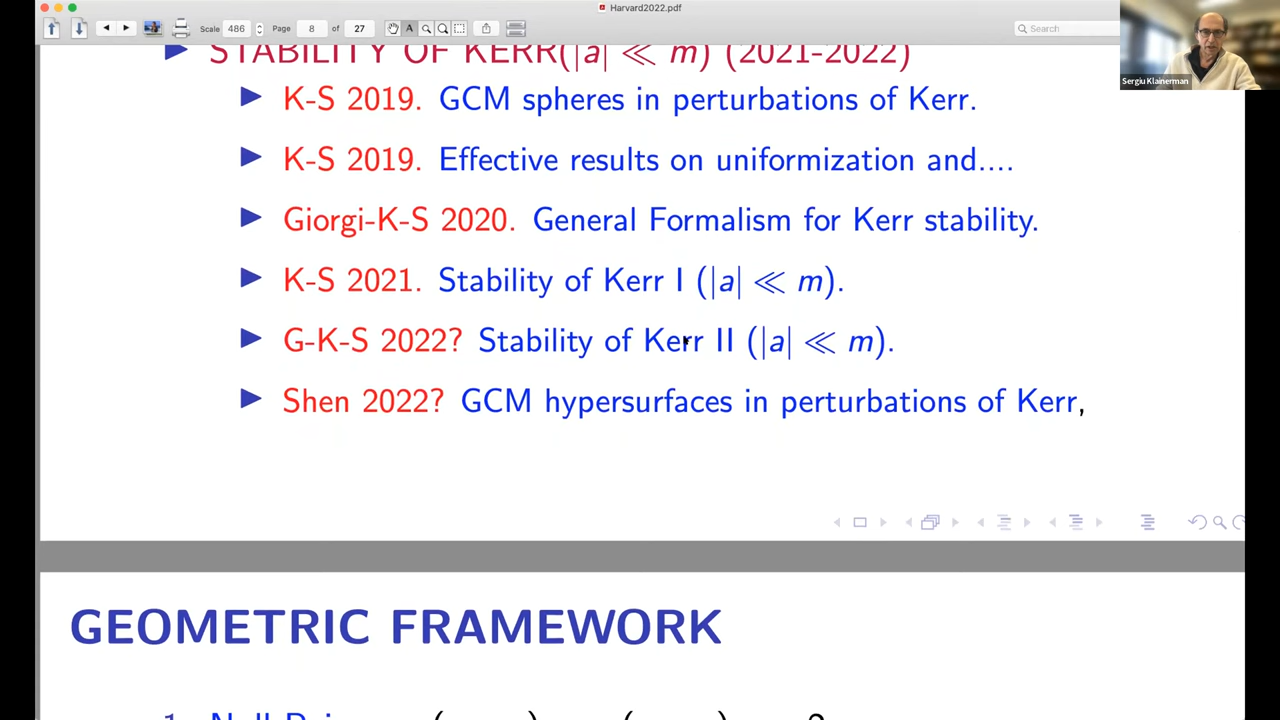 Harvard2022.pdf
Scale 486 Page 8 of 27 Search
Sergiu Klainerman
STABILITY OF KERR(|a| ≪ m) (2021-2022)
K-S 2019. GCM spheres in perturbations of Kerr.
K-S 2019. Effective results on uniformization and....
Giorgi-K-S 2020. General Formalism for Kerr stability.
K-S 2021. Stability of Kerr I (|a| ≪ m).
G-K-S 2022? Stability of Kerr II (|a| ≪ m).
Shen 2022? GCM hypersurfaces in perturbations of Kerr,
GEOMETRIC FRAMEWORK